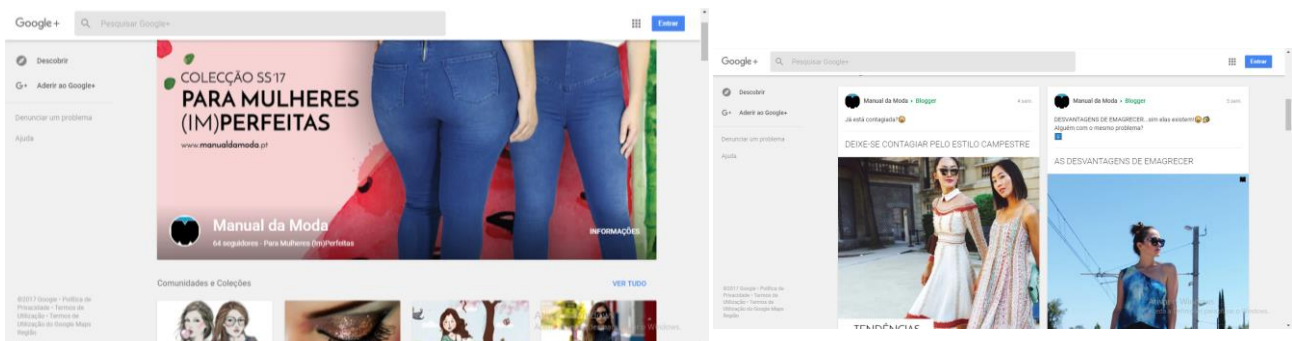 Google+
Pesquisar Google+
Entrar
Descobrir
G+ Aderir ao Google+
Denunciar um problema
Ajuda
COLECÇÃO SS'17
PARA MULHERES
(IM)PERFEITAS
www.manualdamoda.pt
Manual da Moda
64 seguidores - Para Mulheres (Im)Perfeitas
INFORMAÇÕES
Comunidades e Coleções
VER TUDO
©2017 Google • Política de
Privacidade • Termos de
Utilização • Termos de
Utilização do Google Maps
Região
Google+
Pesquisar Google+
Entrar
Descobrir
G+ Aderir ao Google+
Denunciar um problema
Ajuda
Manual da Moda • Blogger
4 sem
Já está contagiada?
DEIXE-SE CONTAGIAR PELO ESTILO CAMPESTRE
TENDÊNCIAS
Manual da Moda • Blogger
sem
DESVANTAGENS DE EMAGRECER...sim elas existem!
Alguém com o mesmo problema?
AS DESVANTAGENS DE EMAGRECER
©2017 Google • Política de
Privacidade • Termos de
Utilização • Termos de
Utilização do Google Maps
Região